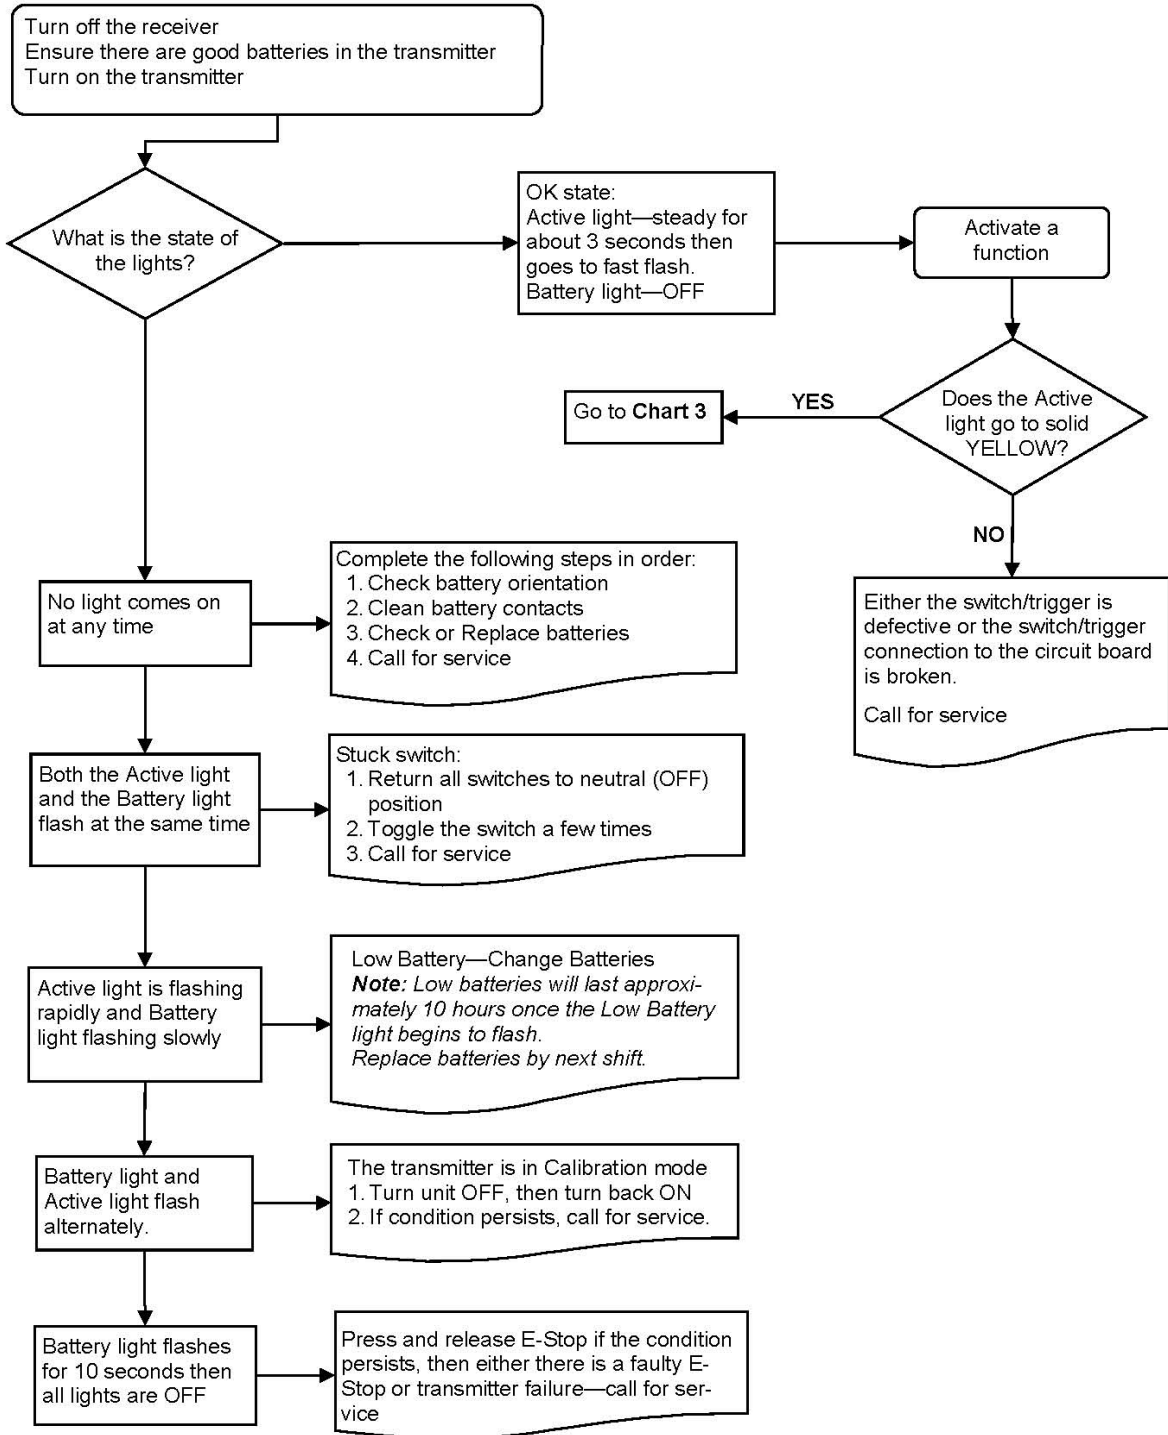 Turn off the receiver
Ensure there are good batteries in the transmitter
Turn on the transmitter
What is the state of
the lights?
OK state:
Active light—steady for
about 3 seconds then
goes to fast flash.
Battery light—OFF
Activate a
function
Does the Active
light go to solid
YELLOW?
YES
Go to Chart 3
NO
Either the switch/trigger is
defective or the switch/trigger
connection to the circuit board
is broken.
Call for service
No light comes on
at any time
Complete the following steps in order:
1. Check battery orientation
2. Clean battery contacts
3. Check or Replace batteries
4. Call for service
Both the Active light
and the Battery light
flash at the same time
Stuck switch:
1. Return all switches to neutral (OFF)
position
2. Toggle the switch a few times
3. Call for service
Active light is flashing
rapidly and Battery
light flashing slowly
Low Battery—Change Batteries
Note: Low batteries will last approxi-
mately 10 hours once the Low Battery
light begins to flash.
Replace batteries by next shift.
Battery light and
Active light flash
alternately.
The transmitter is in Calibration mode
1. Turn unit OFF, then turn back ON
2. If condition persists, call for service.
Battery light flashes
for 10 seconds then
all lights are OFF
Press and release E-Stop if the condition
persists, then either there is a faulty E-
Stop or transmitter failure—call for ser-
vice